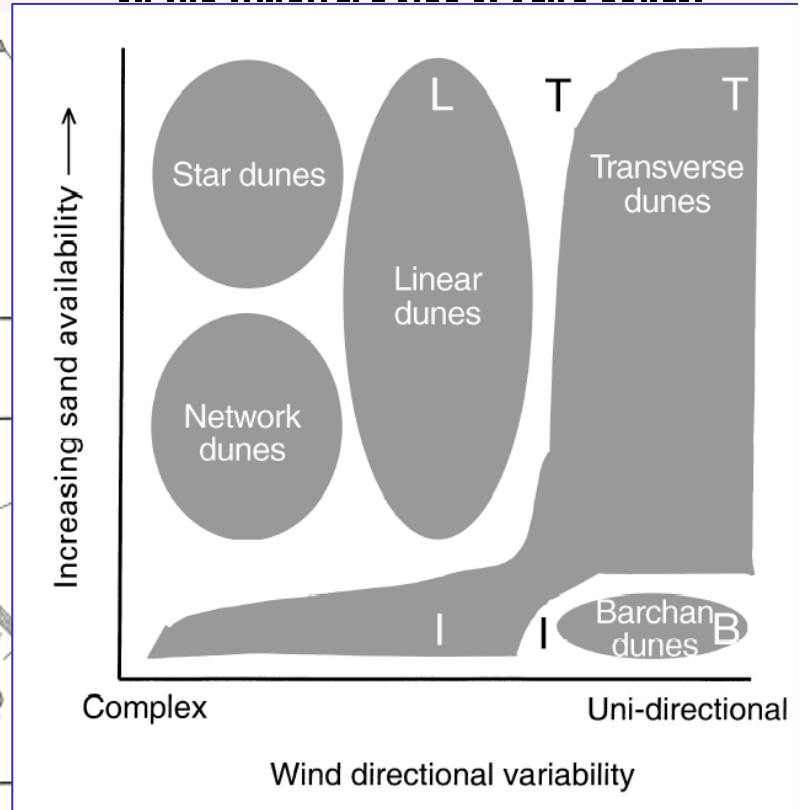 L
T
T
Star dunes
Transverse
dunes
Linear
dunes
Network
dunes
Increasing sand availability
I
I
Barchan
dunes
B
Complex
Uni-directional
Wind directional variability